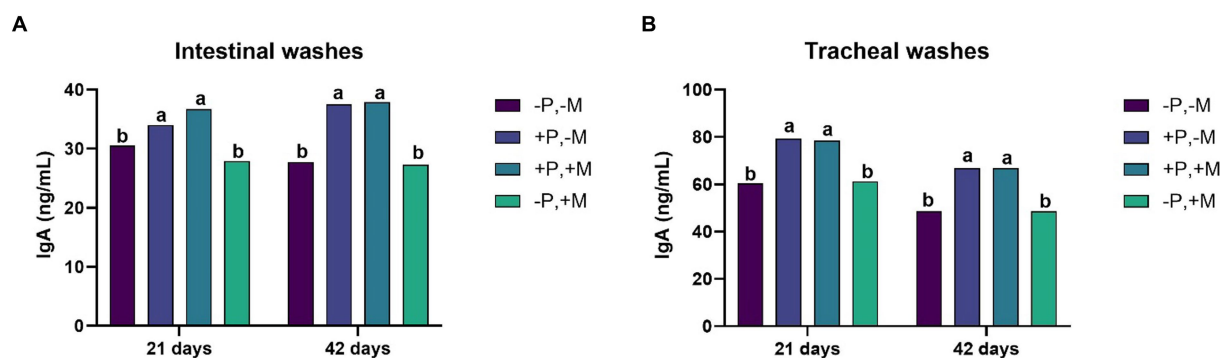 A
Intestinal washes
IgA (ng/mL)
40
30
20
10
0
b
a
a
b
b
a
a
b
21 days
42 days
-P,-M
+P,-M
+P,+M
-P,+M
B
Tracheal washes
IgA (ng/mL)
100
80
60
40
20
0
b
a
a
b
b
a
a
b
21 days
42 days
-P,-M
+P,-M
+P,+M
-P,+M